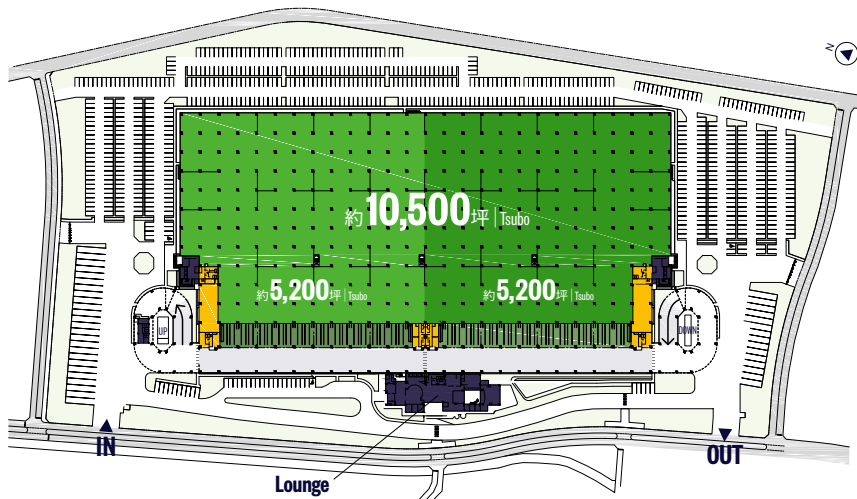 N
約10,500坪|Tsubo
約5,200坪|Tsubo
約5,200坪|Tsubo
UP
DOWN
IN
OUT
Lounge